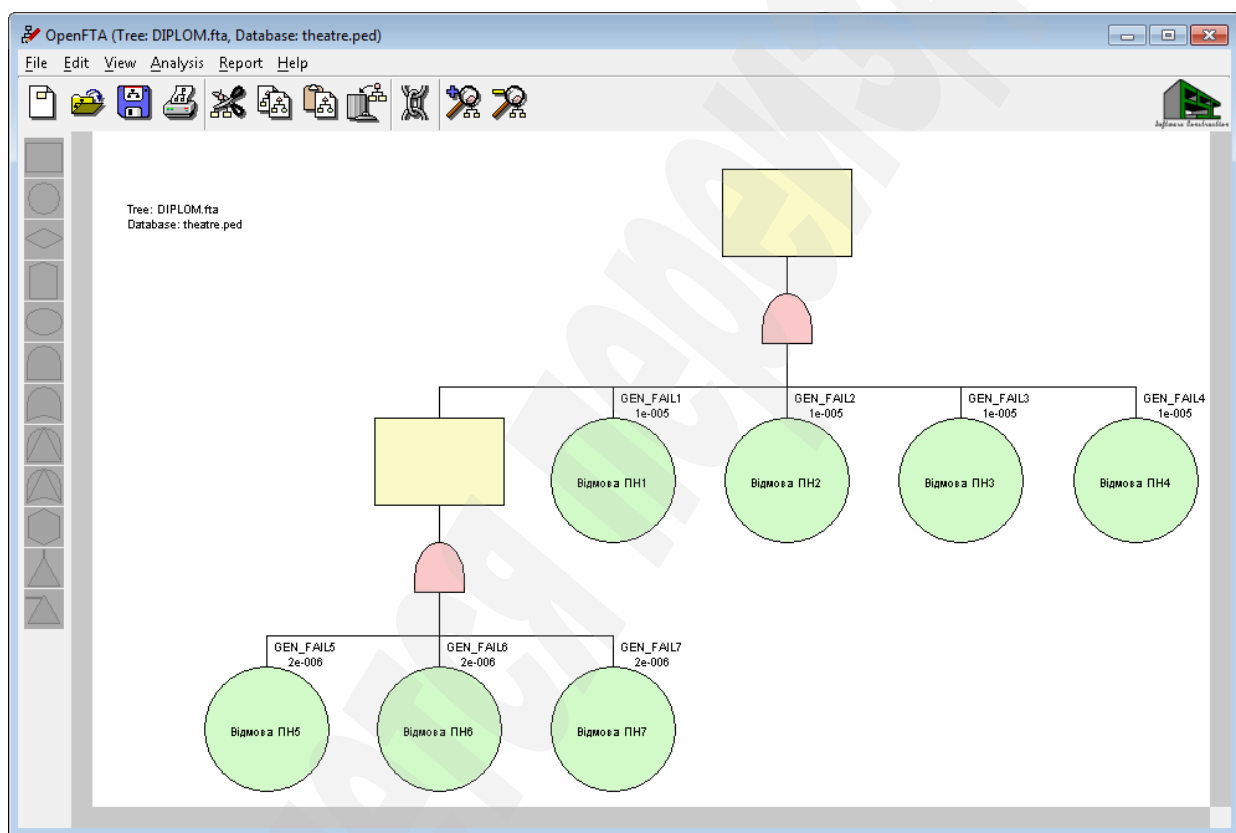 OpenFTA (Tree: DIPLOM.fta, Database: theatre.ped)
File Edit View Analysis Report Help
Software Construction
Tree: DIPLOM.fta
Database: theatre.ped
GEN_FAIL1 GEN_FAIL2 GEN_FAIL3 GEN_FAIL4
1e-005 1e-005 1e-005 1e-005
Відмова ПН1 Відмова ПН2 Відмова ПН3 Відмова ПН4
GEN_FAIL5 GEN_FAIL6 GEN_FAIL7
2e-006 2e-006 2e-006
Відмова ПН5 Відмова ПН6 Відмова ПН7